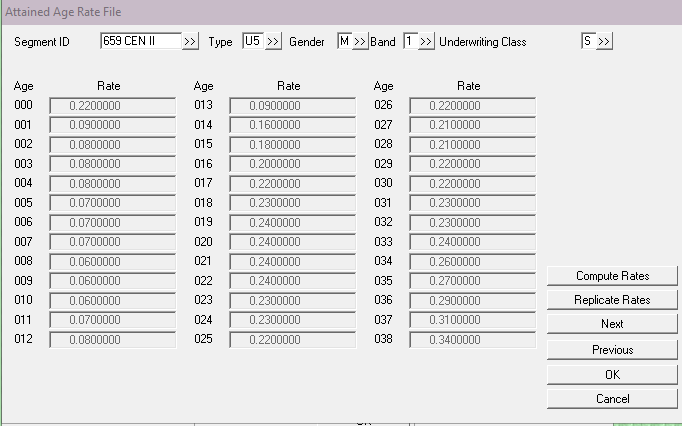 Attained Age Rate File
Segment ID 659 CEN II >> Type U5 >> Gender M >> Band 1 >> Underwriting Class S >>
Age Rate Age Rate
000 0.2200000 013 0.0900000 026 0.2200000
001 0.0900000 014 0.1600000 027 0.2100000
002 0.0800000 015 0.1800000 028 0.2100000
003 0.0800000 016 0.2000000 029 0.2200000
004 0.0800000 017 0.2200000 030 0.2200000
005 0.0700000 018 0.2300000 031 0.2300000
006 0.0700000 019 0.2400000 032 0.2300000
007 0.0700000 020 0.2400000 033 0.2400000
008 0.0600000 021 0.2400000 034 0.2600000
009 0.0600000 022 0.2400000 035 0.2700000
010 0.0600000 023 0.2300000 036 0.2900000
011 0.0700000 024 0.2300000 037 0.3100000
012 0.0800000 025 0.2200000 038 0.3400000
Compute Rates
Replicate Rates
Next
Previous
OK
Cancel